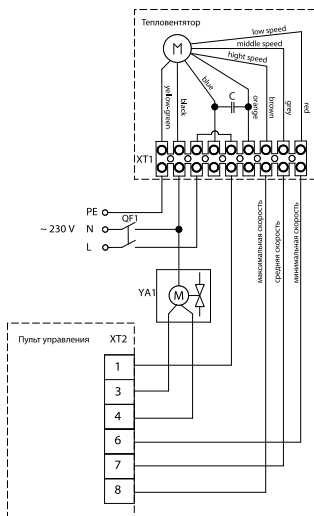 Тепловентятор
low speed
middle speed
hight speed
M
blue
yellow-green
black
C
orange
brown
grey
red
XT1
PE
QF1
~ 230 V
N
L
максимальная скорость
средняя скорость
минимальная скорость
YA1
M
Пульт управления
XT2
1
3
4
6
7
8